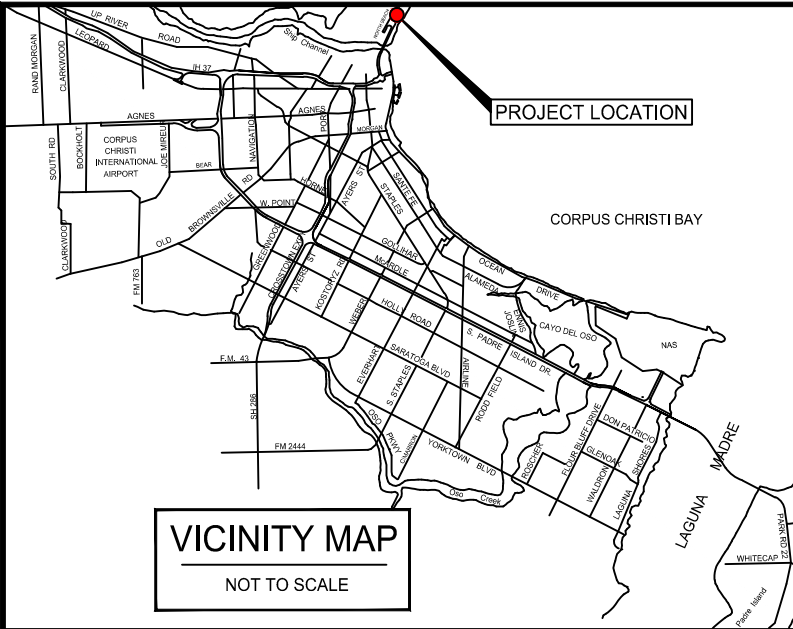 UP RIVER
ROAD
LEOPARD
RAND MORGAN
CLARKWOOD
IH 37
Ship Channel
PROJECT LOCATION
AGNES
AGNES
PORT
MORGAN
NAVIGATION
SOUTH RD
BOCKHOLT
CORPUS
CHRISTI
INTERNATIONAL
AIRPORT
JOE MIREUR
BEAR
RD
HORNE
AYERS ST
STAPLES
SANTE FE
CORPUS CHRISTI BAY
BROWNSVILLE
W. POINT
OLD
CLARKWOOD
FM 763
GREENWOOD
CROSSTOWN EXP
AYERS ST
KOSTORYZ RD
GOLLIHAR
McARDLE
OCEAN
DRIVE
ALAMEDA
ENNIS
JOSLIN
CAYO DEL OSO
NAS
WEBER
HOLLY
ROAD
S. PADRE
ISLAND DR.
F.M. 43
SARATOGA BLVD
EVERHART
S. STAPLES
AIRLINE
RODD FIELD
SH 286
FM 2444
OSO
PKWY
CIMARRON
YORKTOWN
BLVD
Oso
Creek
ROSCHER
FLOUR BLUFF DRIVE
DON PATRICIO
GLENOAK
WALDRON
LAGUNA
SHORES
LAGUNA
MADRE
PARK RD 22
WHITECAP
Padre Island
VICINITY MAP
NOT TO SCALE